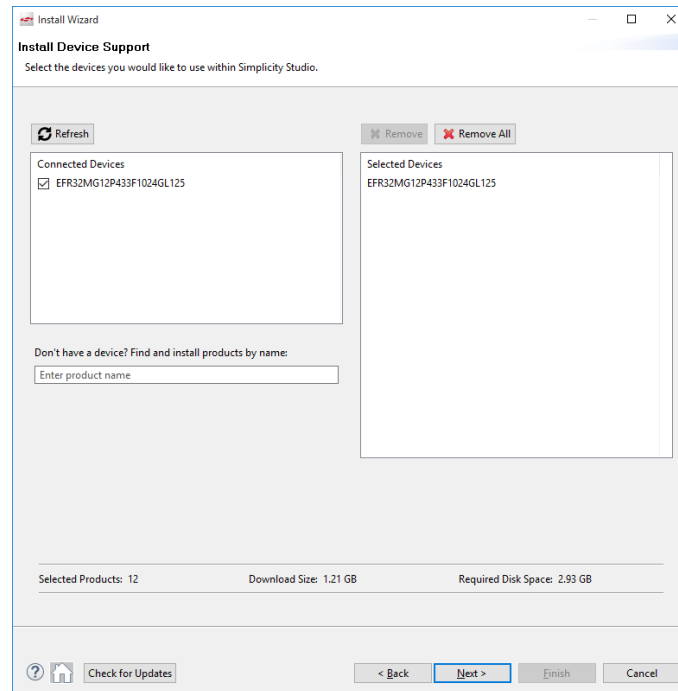 Install Wizard
Install Device Support
Select the devices you would like to use within Simplicity Studio.
Refresh
Remove
Remove All
Connected Devices
EFR32MG12P433F1024GL125
Selected Devices
EFR32MG12P433F1024GL125
Don't have a device? Find and install products by name:
Enter product name
Selected Products: 12 Download Size: 1.21 GB Required Disk Space: 2.93 GB
? Check for Updates < Back Next > Finish Cancel